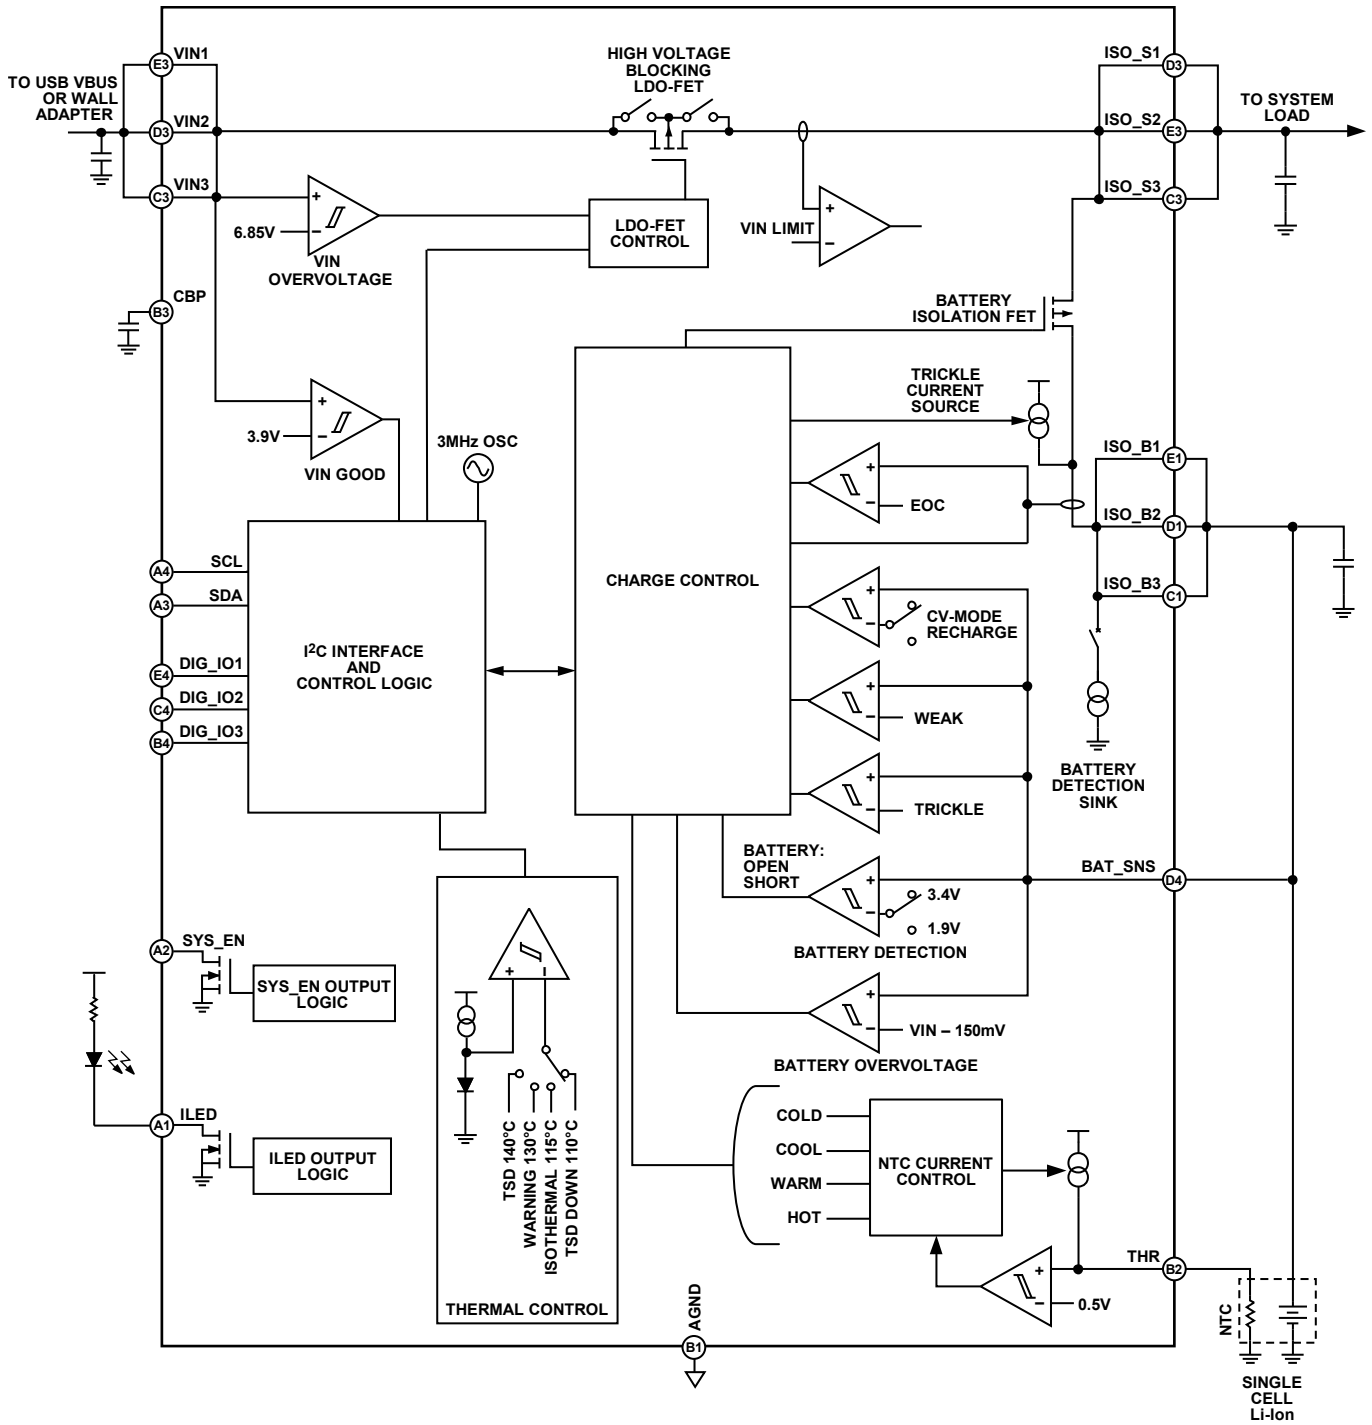 HIGH VOLTAGE
BLOCKING
LDO-FET
TO USB VBUS
OR WALL
ADAPTER
E3
VIN1
D3
VIN2
C3
VIN3
+
–
6.85V
VIN
OVERVOLTAGE
LDO-FET
CONTROL
VIN LIMIT
+
–
ISO_S1
D3
ISO_S2
E3
ISO_S3
C3
TO SYSTEM
LOAD
CBP
B3
BATTERY
ISOLATION FET
+
–
3.9V
VIN GOOD
3MHz OSC
TRICKLE
CURRENT
SOURCE
+
–
EOC
ISO_B1
E1
ISO_B2
D1
ISO_B3
C1
A4
SCL
A3
SDA
E4
DIG_IO1
C4
DIG_IO2
B4
DIG_IO3
I2C INTERFACE
AND
CONTROL LOGIC
CHARGE CONTROL
+
–
CV-MODE
RECHARGE
+
–
WEAK
+
–
TRICKLE
BATTERY
DETECTION
SINK
BATTERY:
OPEN
SHORT
+
–
3.4V
1.9V
BATTERY DETECTION
BAT_SNS
D4
+
–
VIN – 150mV
BATTERY OVERVOLTAGE
A2
SYS_EN
SYS_EN OUTPUT
LOGIC
A1
ILED
ILED OUTPUT
LOGIC
+
–
TSD 140°C
WARNING 130°C
ISOTHERMAL 115°C
TSD DOWN 110°C
THERMAL CONTROL
COLD
COOL
WARM
HOT
NTC CURRENT
CONTROL
+
–
0.5V
THR
B2
AGND
B1
NTC
SINGLE
CELL
Li-Ion